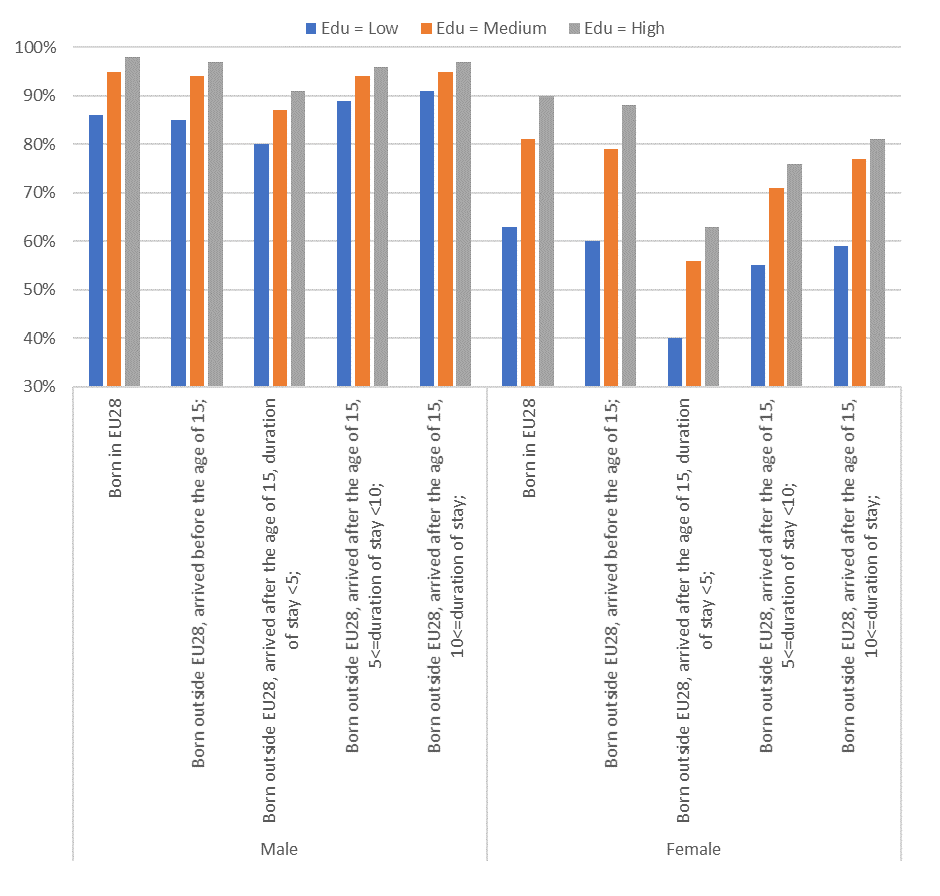 Edu = Low Edu = Medium Edu = High
100%
90%
80%
70%
60%
50%
40%
30%
Born in EU28
Born outside EU28, arrived before the age of 15;
Born outside EU28, arrived after the age of 15, duration
of stay <5;
Born outside EU28, arrived after the age of 15,
5<=duration of stay <10;
Born outside EU28, arrived after the age of 15,
10<=duration of stay;
Born in EU28
Born outside EU28, arrived before the age of 15;
Born outside EU28, arrived after the age of 15, duration
of stay <5;
Born outside EU28, arrived after the age of 15,
5<=duration of stay <10;
Born outside EU28, arrived after the age of 15,
10<=duration of stay;
Male
Female